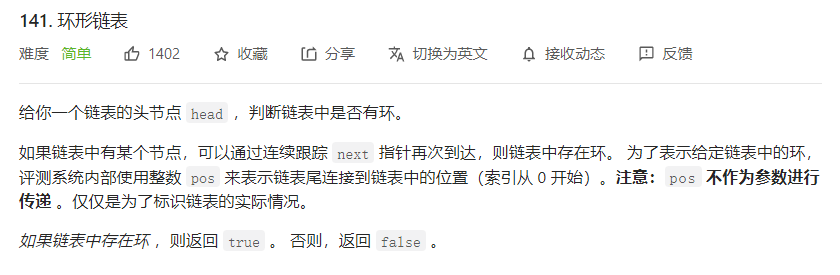 141. 环形链表
难度 简单 1402 收藏 分享 切换为英文 接收动态 反馈
给你一个链表的头节点 head ，判断链表中是否有环。
如果链表中有某个节点，可以通过连续跟踪 next 指针再次到达，则链表中存在环。 为了表示给定链表中的环，
评测系统内部使用整数 pos 来表示链表尾连接到链表中的位置（索引从 0 开始）。注意：pos 不作为参数进行
传递 。仅仅是为了标识链表的实际情况。
如果链表中存在环 ，则返回 true 。 否则，返回 false 。